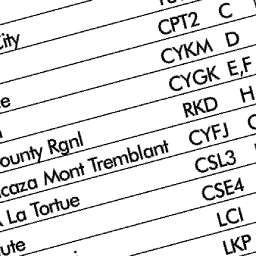 City
CPT2 C
e CYKM D
CYGK E,F
ounty Rgnl RKD H
caza Mont Tremblant CYFJ
La Tortue CSL3
ute CSE4
LCI
LKP